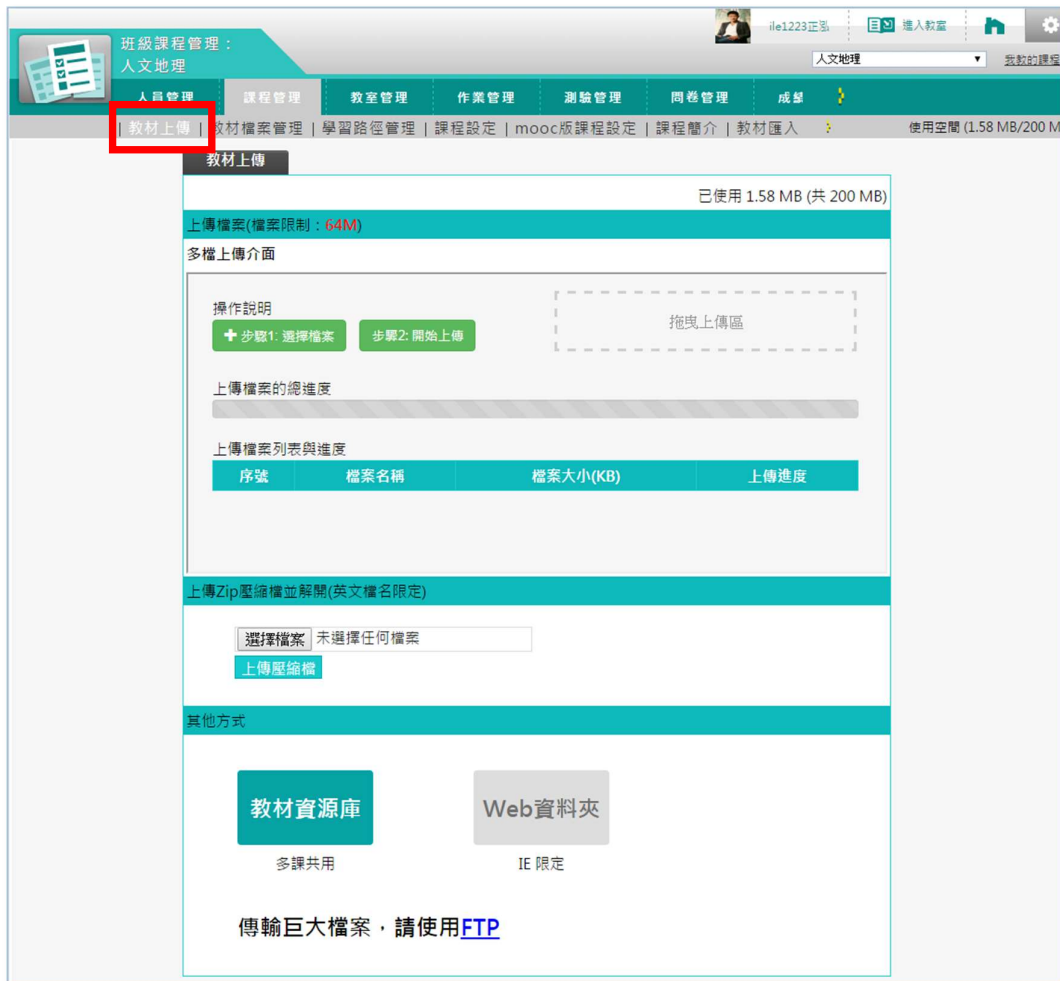 班級課程管理：
人文地理
ile1223正泓
進入教室
人文地理
我教的課程
人員管理 課程管理 教室管理 作業管理 測驗管理 問卷管理 成績
| 教材上傳 | 教材檔案管理 | 學習路徑管理 | 課程設定 | mooc版課程設定 | 課程簡介 | 教材匯入
使用空間 (1.58 MB/200 M
教材上傳
已使用 1.58 MB (共 200 MB)
上傳檔案(檔案限制：64M)
多檔上傳介面
操作說明
步驟1: 選擇檔案 步驟2: 開始上傳
拖曳上傳區
上傳檔案的總進度
上傳檔案列表與進度
序號 檔案名稱 檔案大小(KB) 上傳進度
上傳Zip壓縮檔並解開(英文檔名限定)
選擇檔案 未選擇任何檔案
上傳壓縮檔
其他方式
教材資源庫 Web資料夾
多課共用 IE 限定
傳輸巨大檔案，請使用FTP